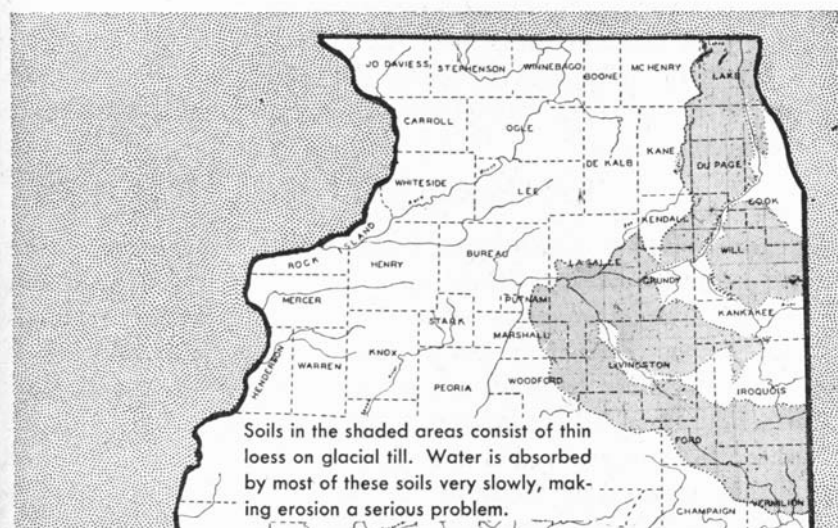 JO DAVIESS STEPHENSON WINNEBAGO BOONE MC HENRY LAKE
CARROLL OGLE DE KALB KANE DU PAGE
WHITESIDE LEE COOK
KENDALL
ROCK ISLAND HENRY BUREAU LA SALLE GRUNDY WILL
MERCER PUTNAM KANKAKEE
STARK MARSHALL
HENDERSON WARREN KNOX PEORIA WOODFORD LIVINGSTON IROQUOIS
Soils in the shaded areas consist of thin
loess on glacial till. Water is absorbed
by most of these soils very slowly, mak-
ing erosion a serious problem.
FORD
VERMILION
CHAMPAIGN